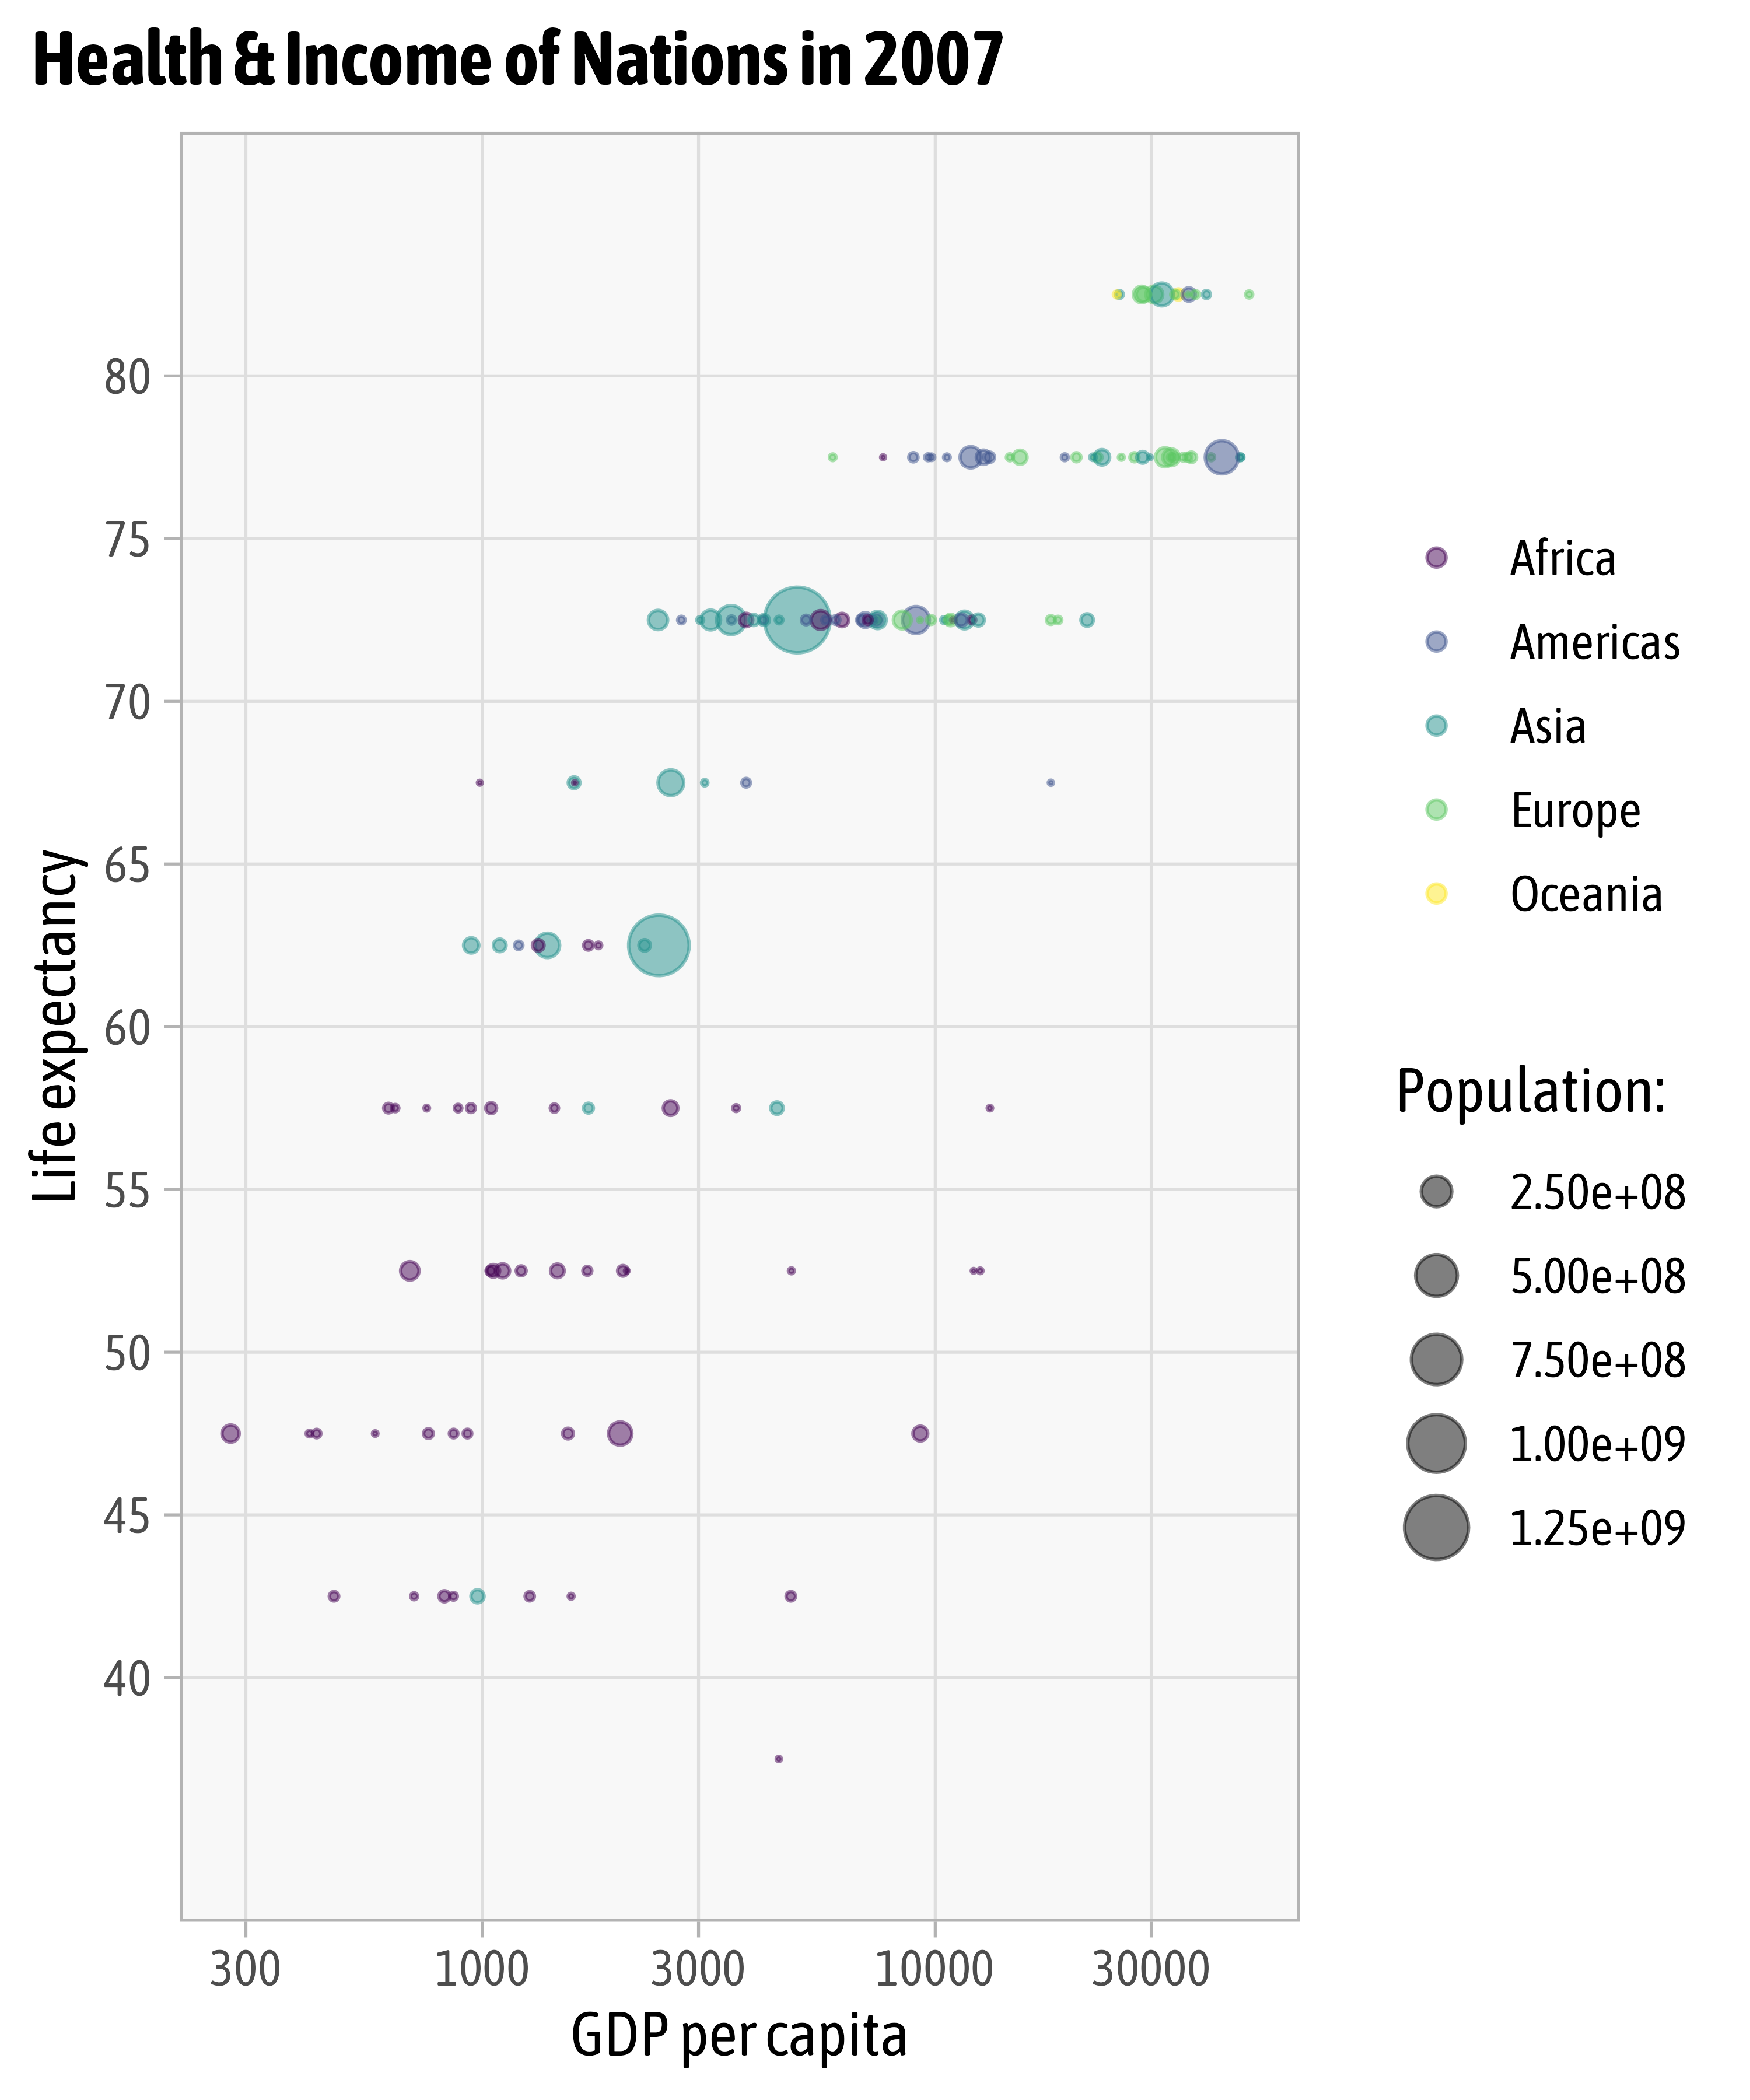 Health & Income of Nations in 2007
80
75
70
65
60
55
50
45
40
Life expectancy
300 1000 3000 10000 30000
GDP per capita
Africa
Americas
Asia
Europe
Oceania
Population:
2.50e+08
5.00e+08
7.50e+08
1.00e+09
1.25e+09